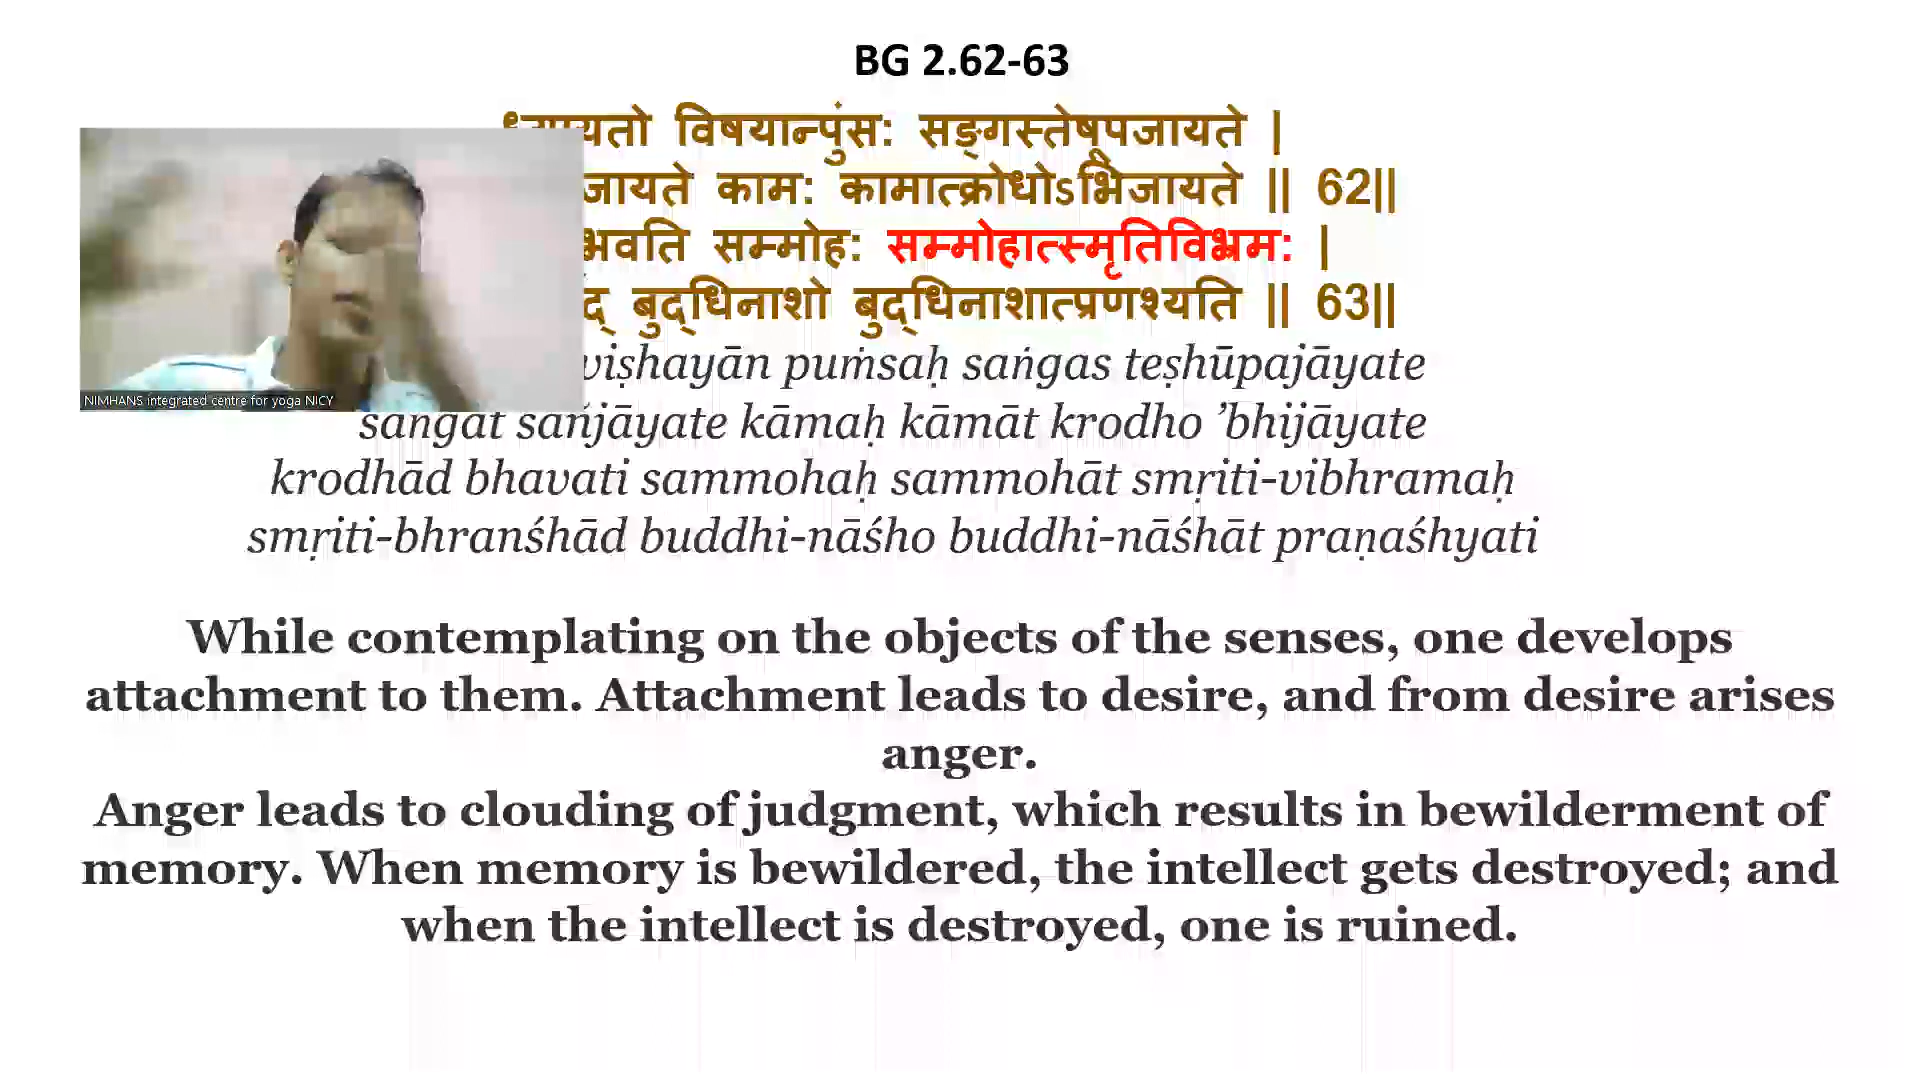 BG 2.62-63
विषयान्पुंस: सङ्गस्तेषूपजायते |
काम: कामात्क्रोधोऽभिजायते || 62||
सम्मोह: सम्मोहात्स्मृतिविभ्रम: |
बुद्धिनाशो बुद्धिनाशात्प्रणश्यति || 63||
viṣhayān puṁsaḥ saṅgas teṣhūpajāyate
saṅgāt sañjāyate kāmaḥ kāmāt krodho ’bhijāyate
krodhād bhavati sammohaḥ sammohāt smṛiti-vibhramaḥ
smṛiti-bhranśhād buddhi-nāśho buddhi-nāśhāt praṇaśhyati
While contemplating on the objects of the senses, one develops
attachment to them. Attachment leads to desire, and from desire arises
anger.
Anger leads to clouding of judgment, which results in bewilderment of
memory. When memory is bewildered, the intellect gets destroyed; and
when the intellect is destroyed, one is ruined.
NIMHANS integrated centre for yoga NICY